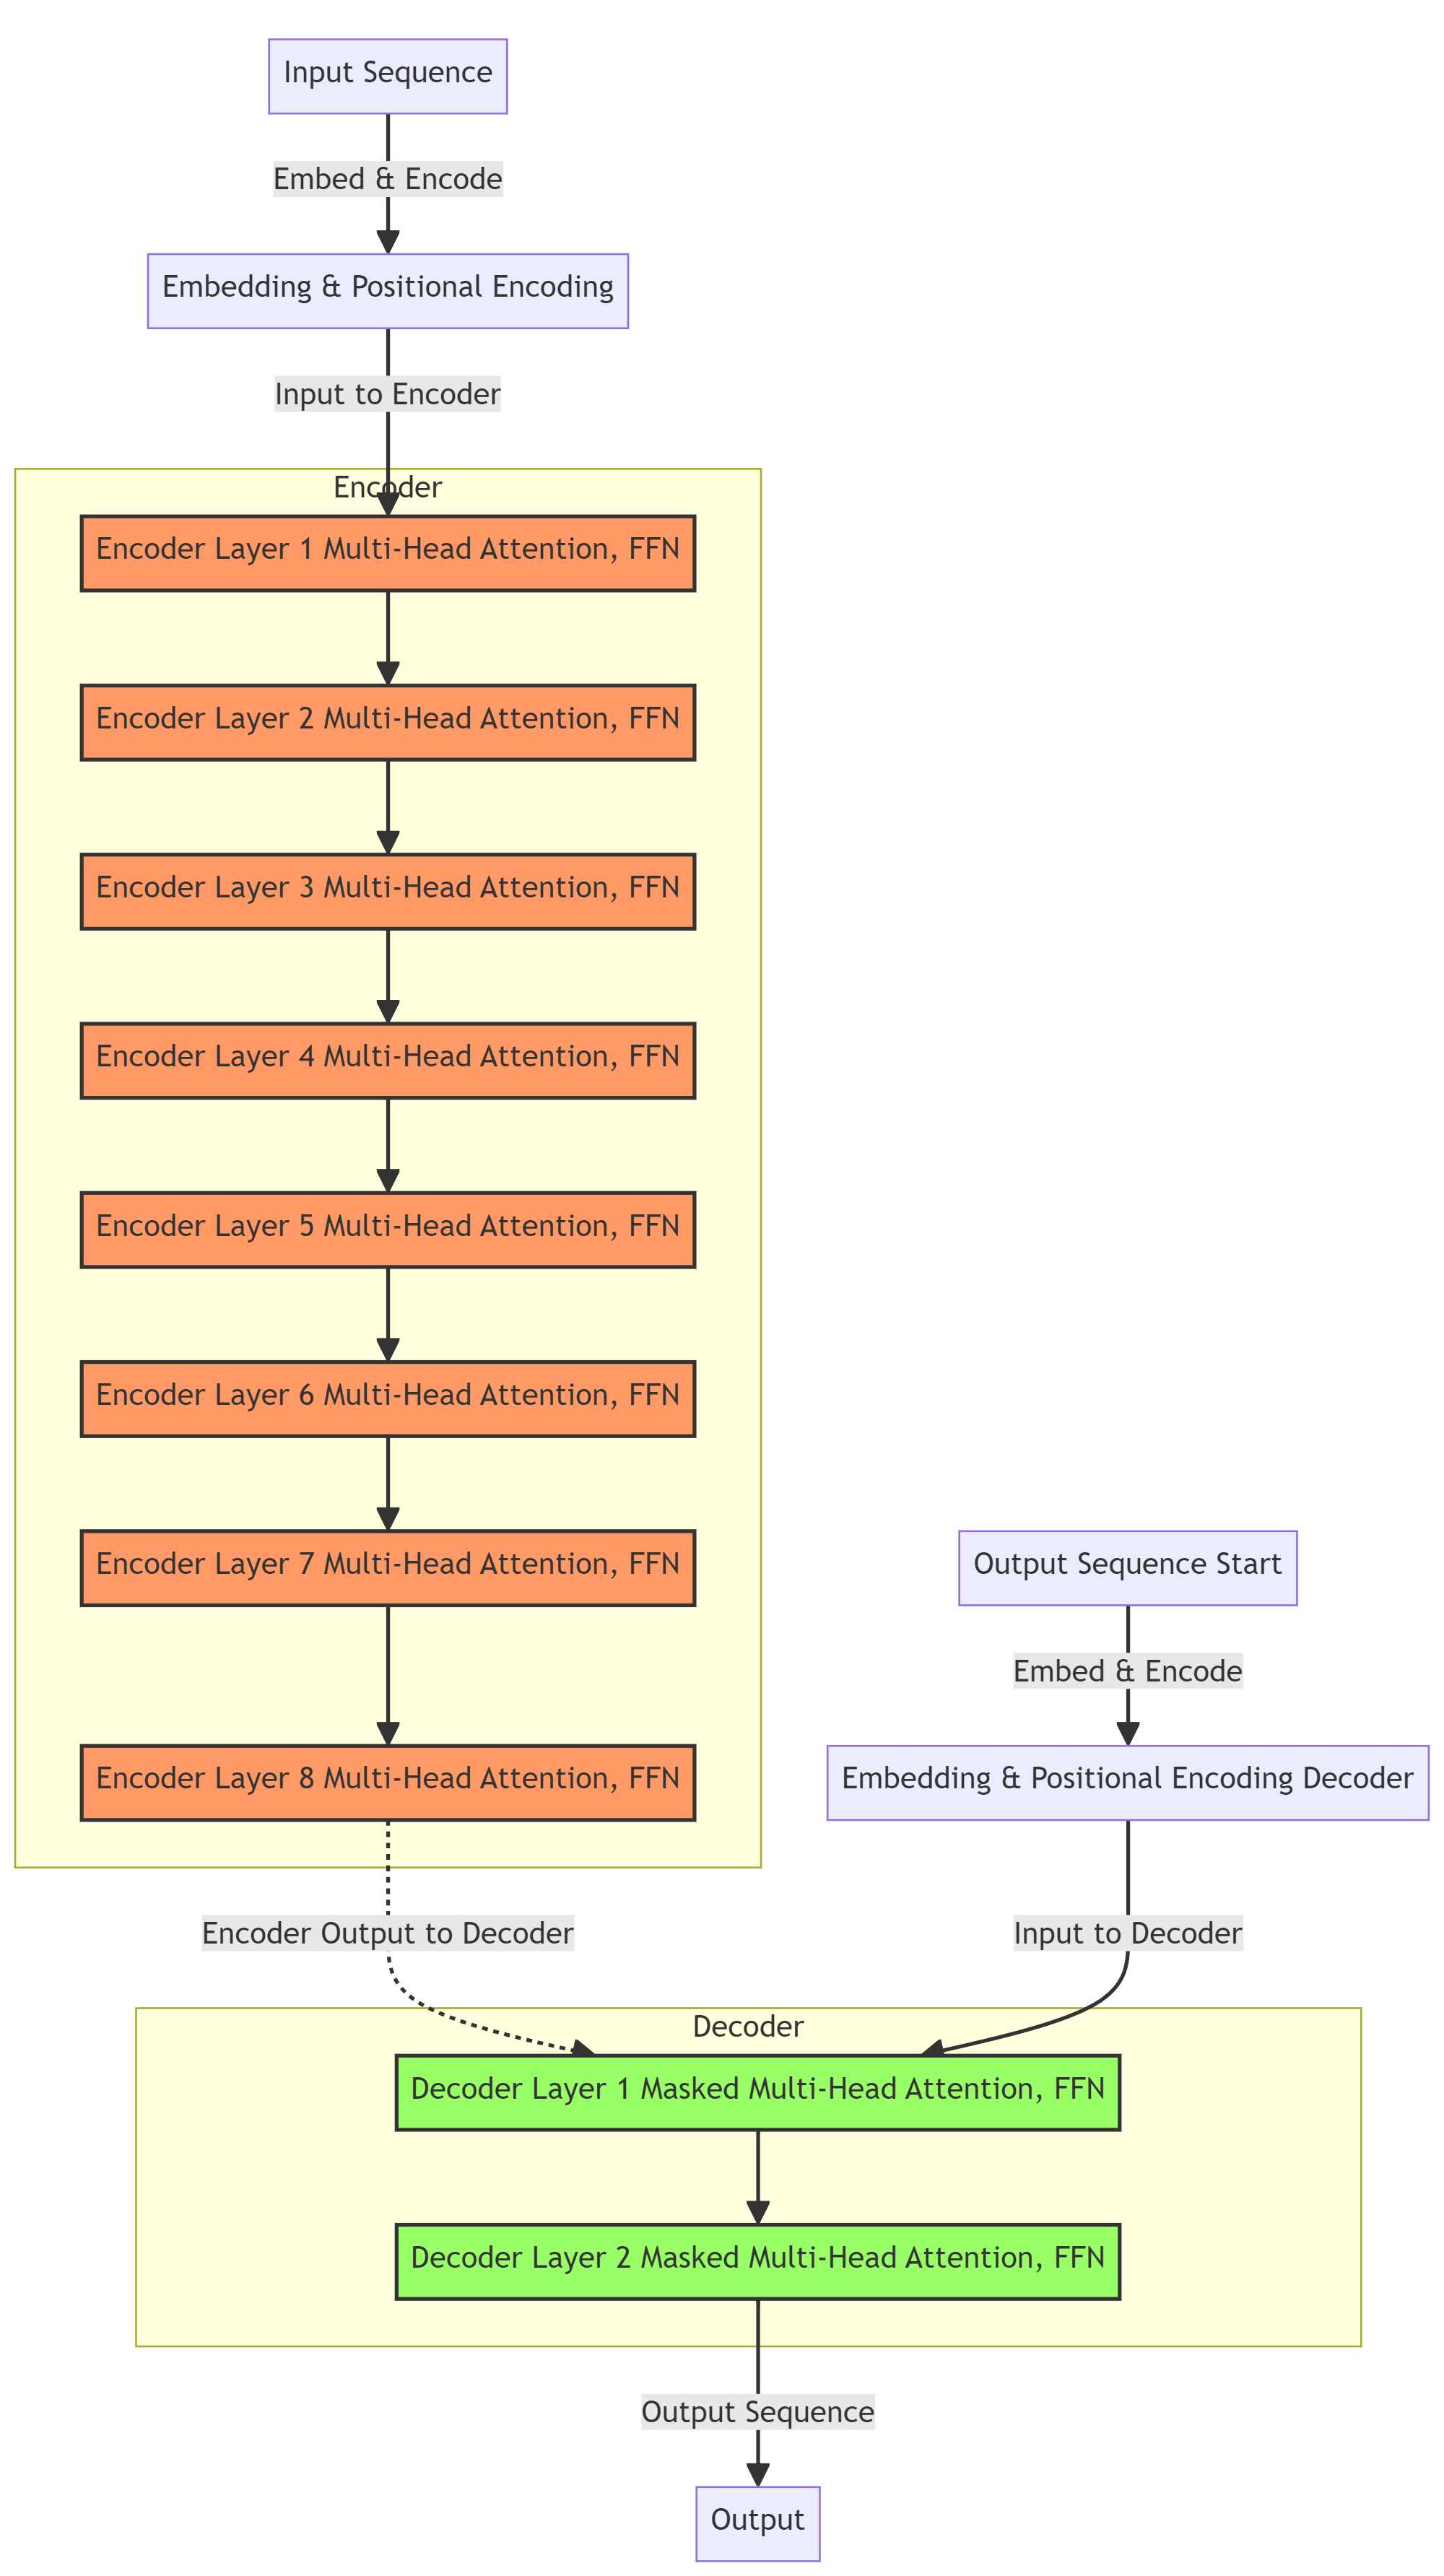 Input Sequence
Embed & Encode
Embedding & Positional Encoding
Input to Encoder
Encoder
Encoder Layer 1 Multi-Head Attention, FFN
Encoder Layer 2 Multi-Head Attention, FFN
Encoder Layer 3 Multi-Head Attention, FFN
Encoder Layer 4 Multi-Head Attention, FFN
Encoder Layer 5 Multi-Head Attention, FFN
Encoder Layer 6 Multi-Head Attention, FFN
Encoder Layer 7 Multi-Head Attention, FFN
Output Sequence Start
Embed & Encode
Encoder Layer 8 Multi-Head Attention, FFN
Embedding & Positional Encoding Decoder
Encoder Output to Decoder
Input to Decoder
Decoder
Decoder Layer 1 Masked Multi-Head Attention, FFN
Decoder Layer 2 Masked Multi-Head Attention, FFN
Output Sequence
Output